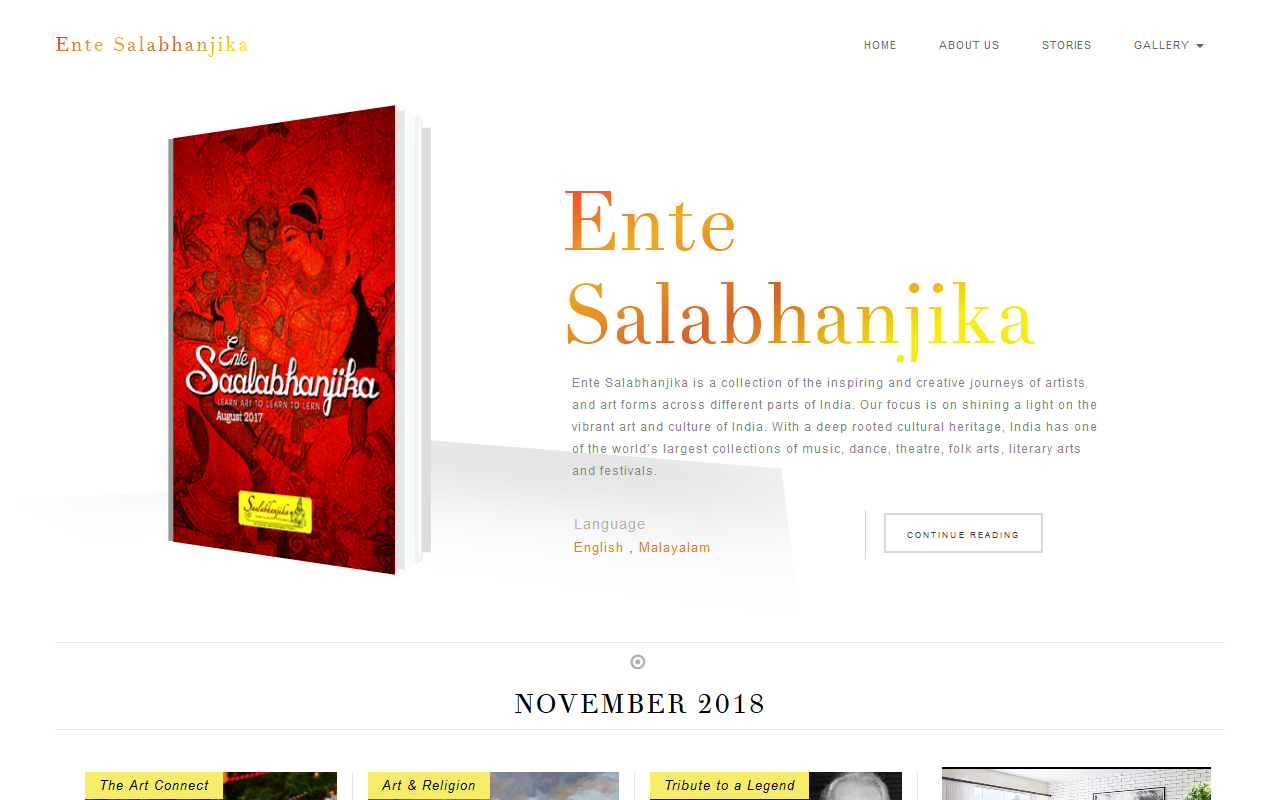 Ente Salabhanjika
HOME ABOUT US STORIES GALLERY
Ente
Saalabhanjika
LEARN ART TO LEARN TO LERN
August 2017
Saalabhanjika
Ente
Salabhanjika
Ente Salabhanjika is a collection of the inspiring and creative journeys of artists
and art forms across different parts of India. Our focus is on shining a light on the
vibrant art and culture of India. With a deep rooted cultural heritage, India has one
of the world's largest collections of music, dance, theatre, folk arts, literary arts
and festivals.
Language
English , Malayalam
CONTINUE READING
NOVEMBER 2018
The Art Connect
Art & Religion
Tribute to a Legend